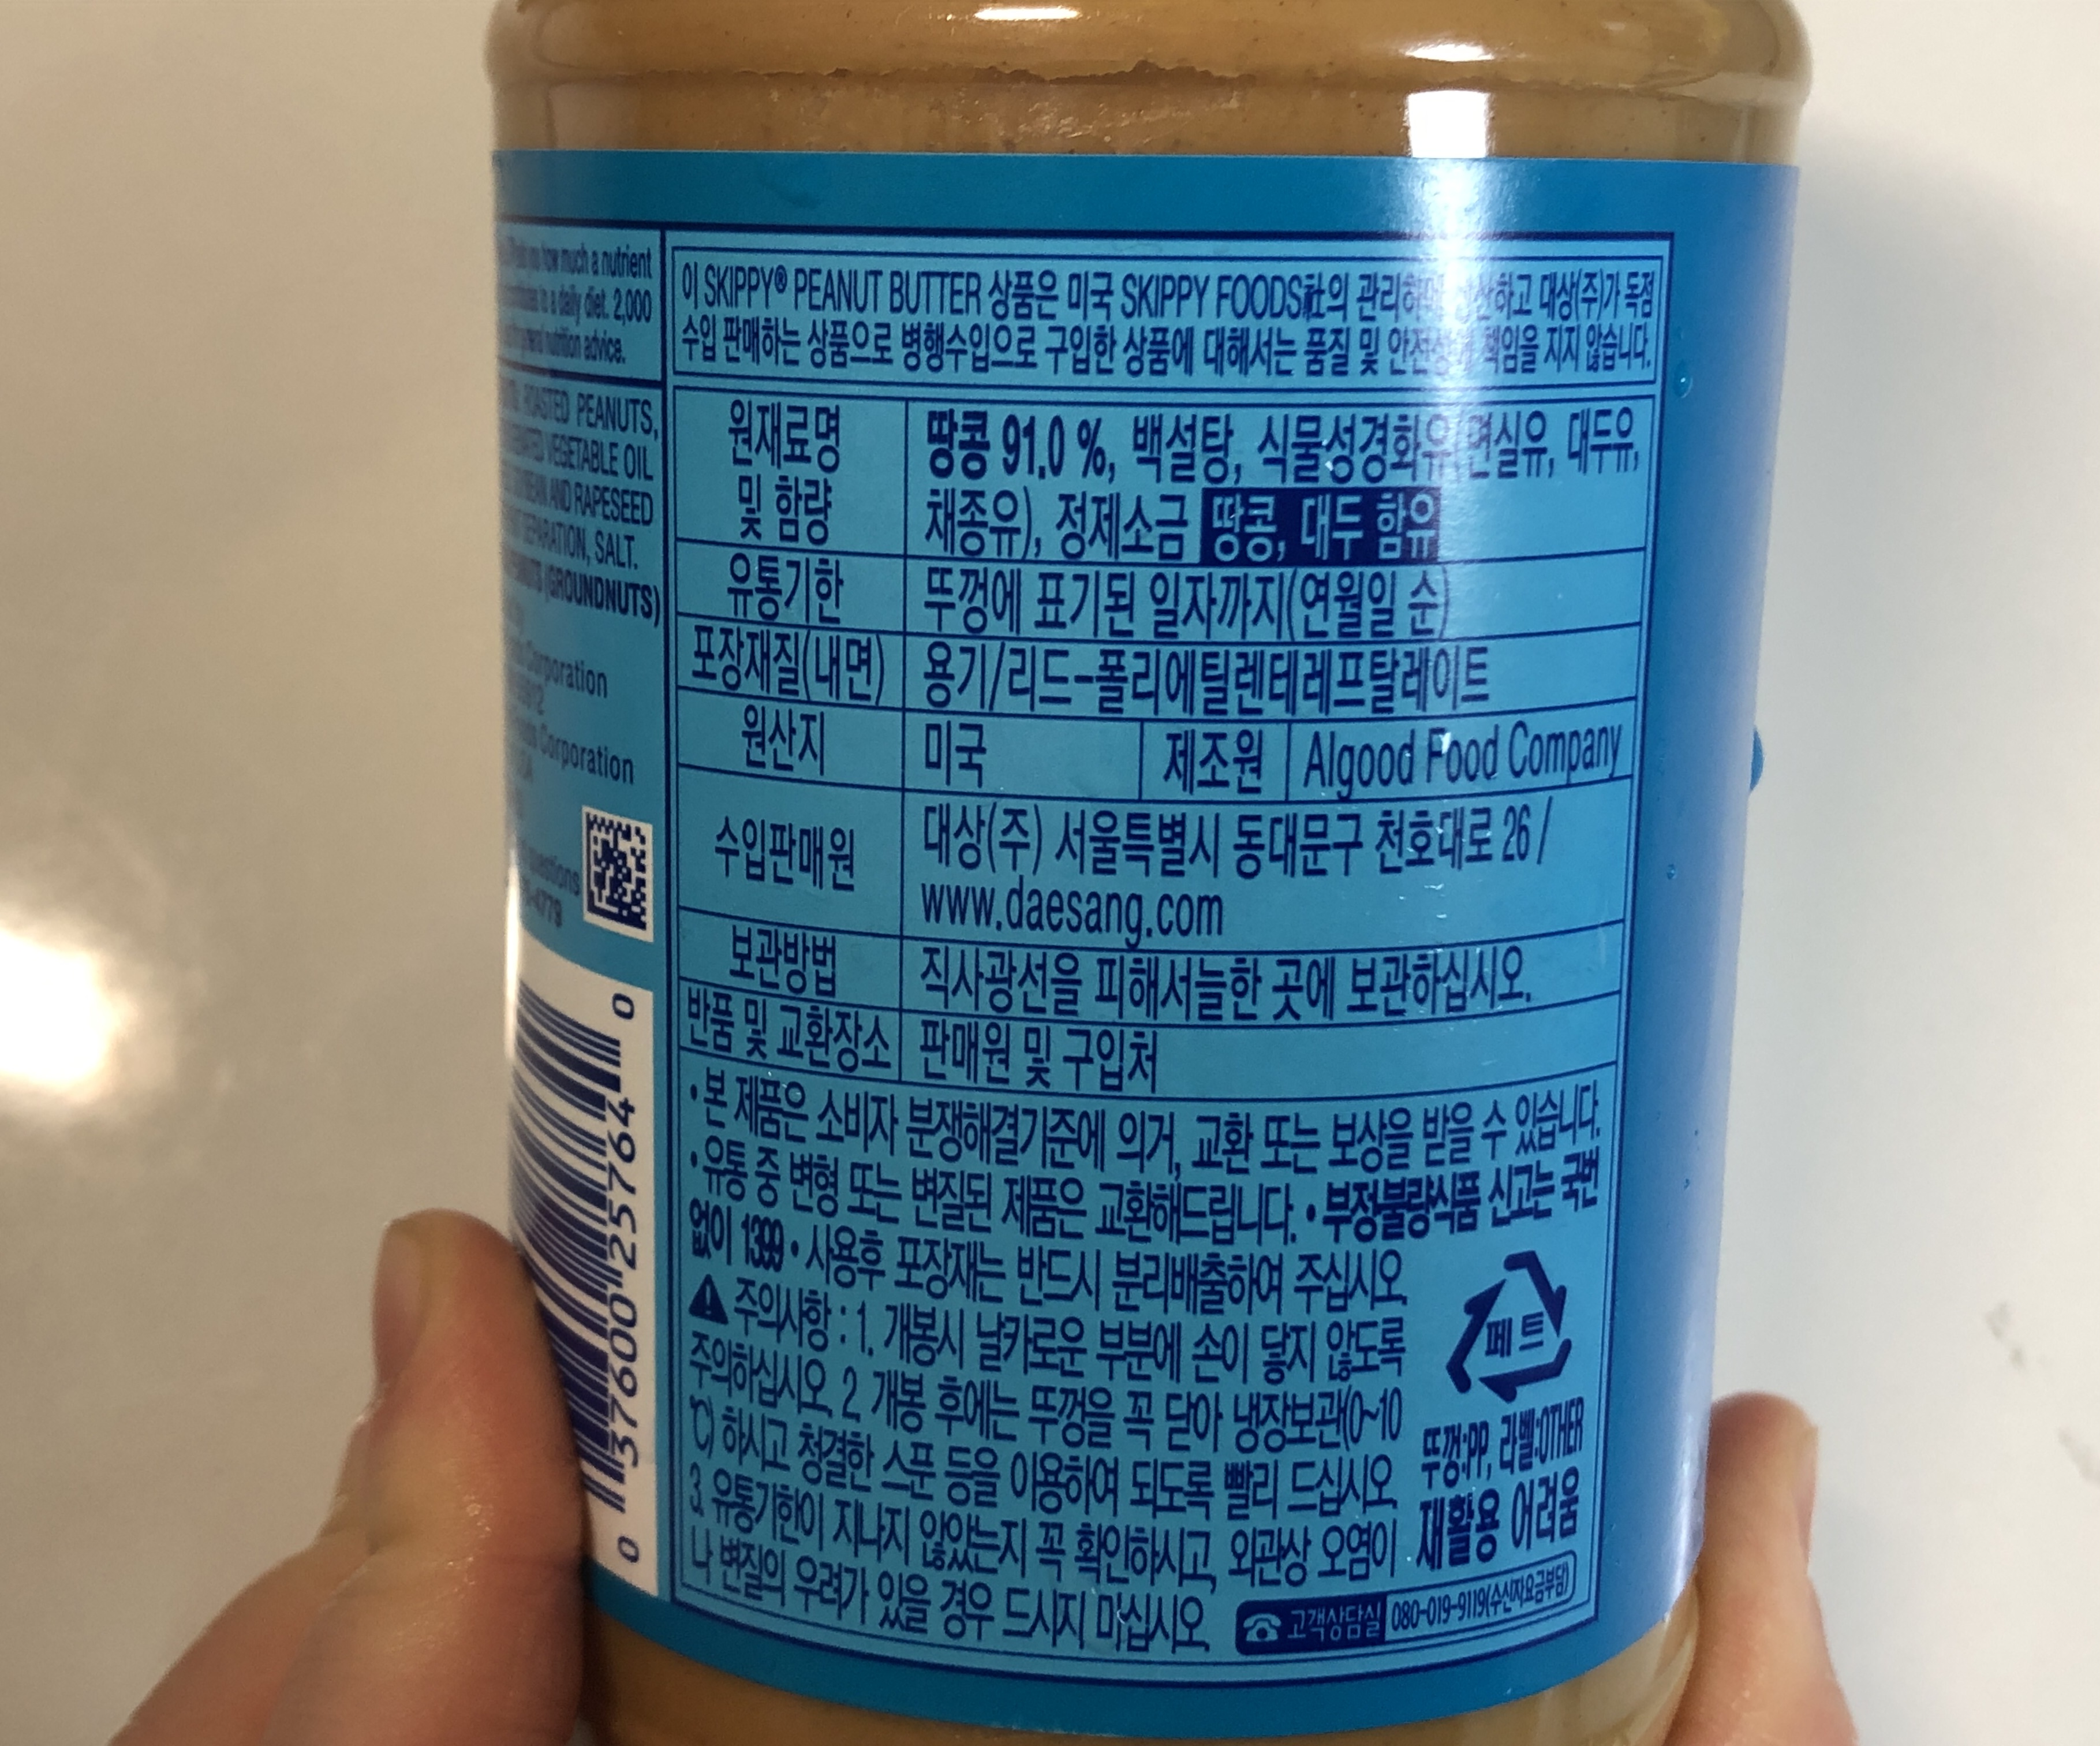 how much a nutrient
to a daily diet. 2,000
nutrition advice.
ROASTED PEANUTS,
VEGETABLE OIL
AND RAPESEED
SALT.
(GROUNDNUTS)
Corporation
Corporation
questions
0 37600 25764 0
이 SKIPPY® PEANUT BUTTER 상품은 미국 SKIPPY FOODS社의 대상(주)가 독점
수입 판매하는 상품으로 병행수입으로 구입한 상품에 대해서는 품질 및 책임을 지지 않습니다.
원재료명
및 함량
땅콩 91.0 %, 백설탕, 식물성경화유(면실유, 대두유,
채종유), 정제소금 땅콩, 대두 함유
유통기한 뚜껑에 표기된 일자까지(연월일 순)
포장재질(내면) 용기/리드-폴리에틸렌테레프탈레이트
원산지 미국 제조원 Algood Food Company
수입판매원 대상(주) 서울특별시 동대문구 천호대로 26 /
www.daesang.com
보관방법 직사광선을 피해서늘한 곳에 보관하십시오.
반품 및 교환장소 판매원 및 구입처
• 본 제품은 소비자 분쟁해결기준에 의거, 교환 또는 보상을 받을 수 있습니다.
• 유통 중 변형 또는 변질된 제품은 교환해드립니다. • 부정·불량식품 신고는 국번
없이 1399 • 사용후 포장재는 반드시 분리배출하여 주십시오.
주의사항 : 1. 개봉시 날카로운 부분에 손이 닿지 않도록
주의하십시오. 2. 개봉 후에는 뚜껑을 꼭 닫아 냉장보관(0~10
℃) 하시고 청결한 스푼 등을 이용하여 되도록 빨리 드십시오.
3. 유통기한이 지나지 않았는지 꼭 확인하시고, 외관상 오염이
나 변질의 우려가 있을 경우 드시지 마십시오.
페트
뚜껑:PP, 라벨:OTHER
재활용 어려움
고객상담실 080-019-9119(수신자요금부담)